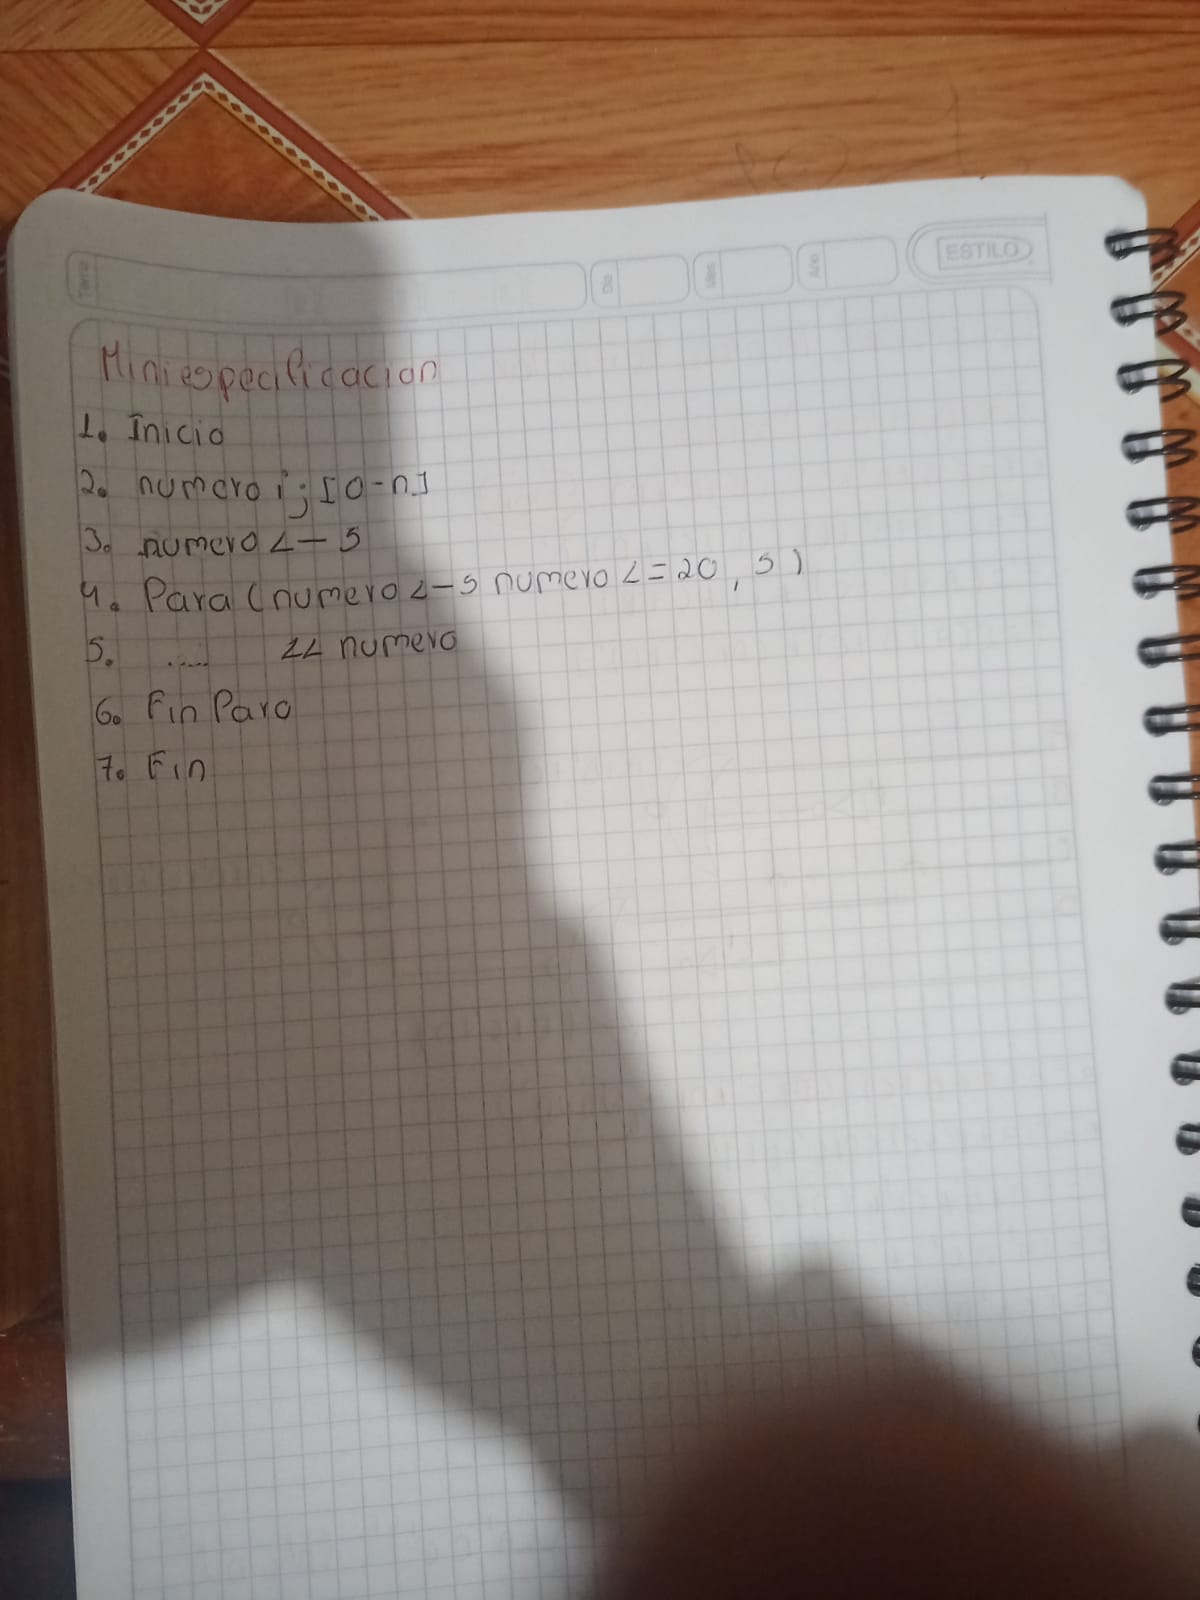 ESTILO
Tema
Dia
Mes
Año
Miniespecificacion
1. Inicio
2. numero i; [0-n]
3. numero <- 5
4. Para (numero <- 5 numero <= 20, 5)
5. ..... << numero
6. Fin Para
7. Fin